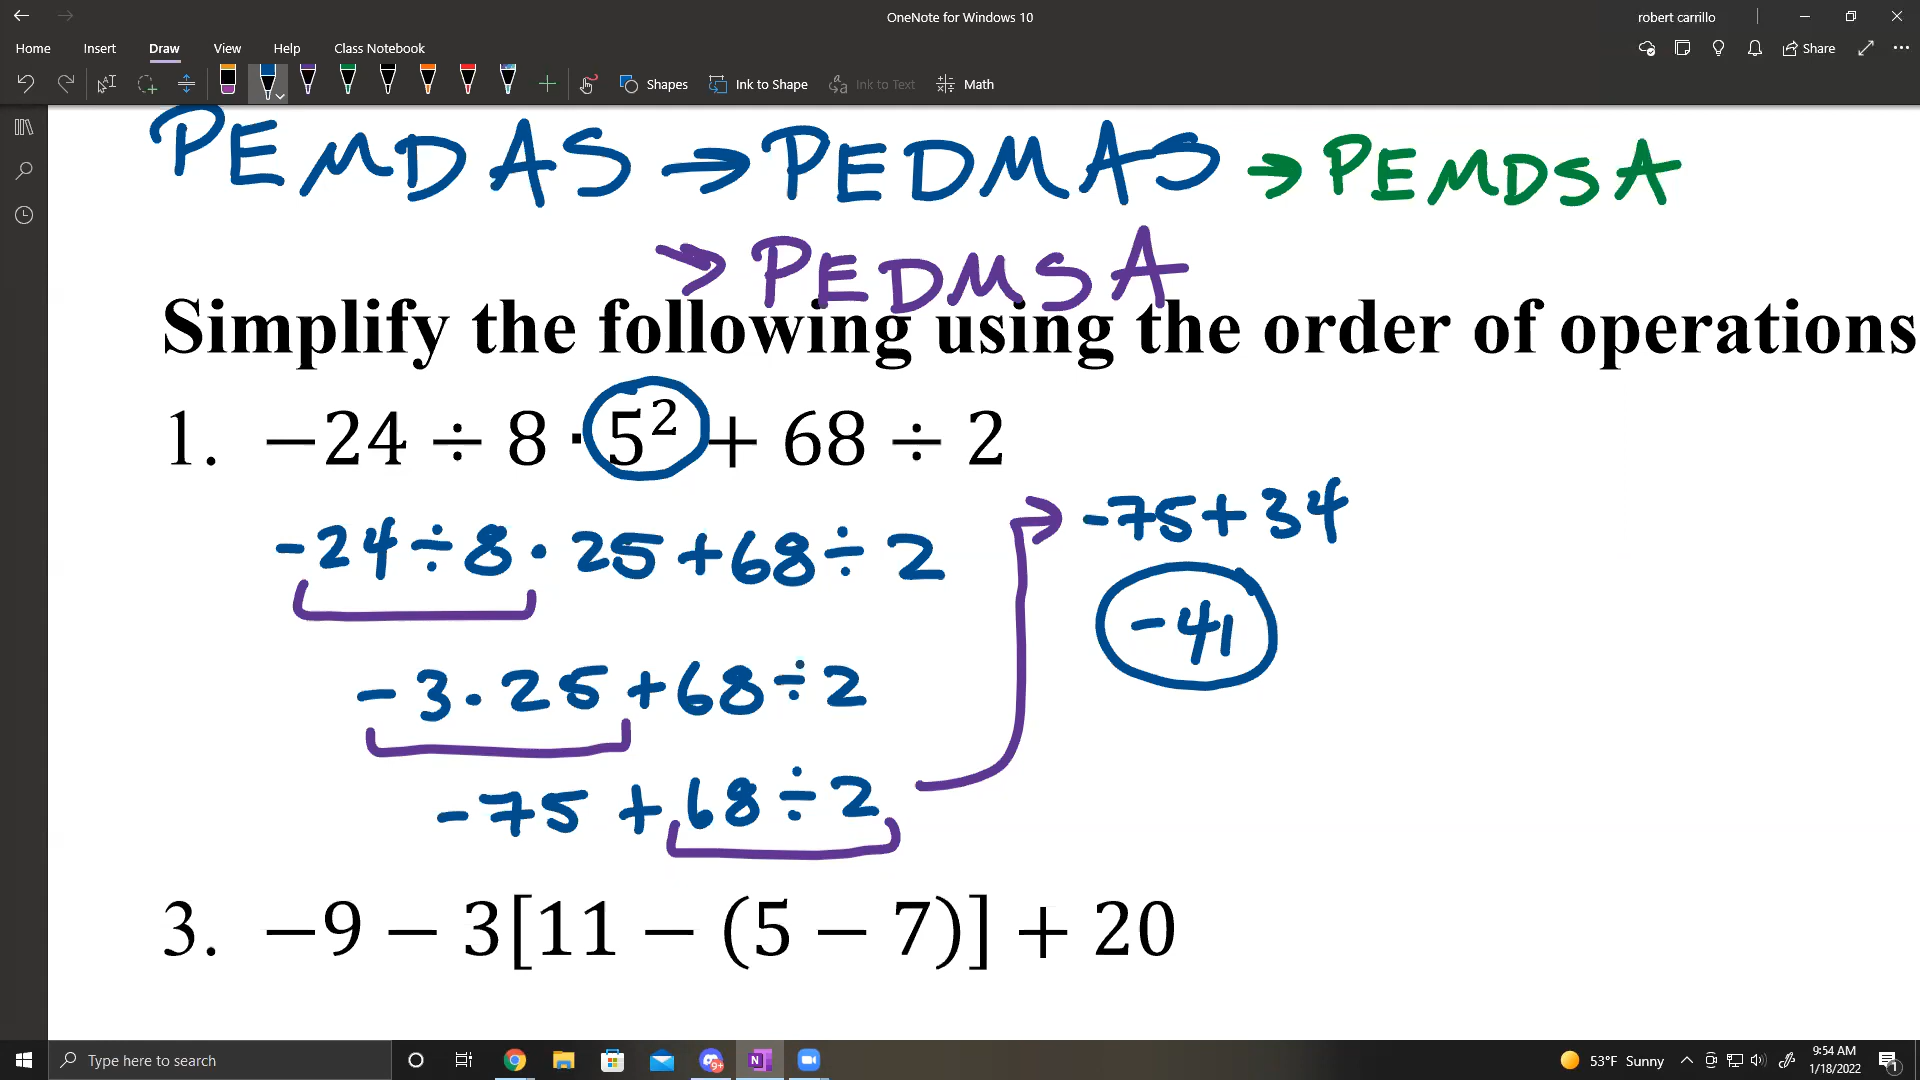 OneNote for Windows 10
robert carrillo
Home Insert Draw View Help Class Notebook
Share
Shapes Ink to Shape Ink to Text Math
PEMDAS → PEDMAS → PEMDSA
→ PEDMSA
Simplify the following using the order of operations
1. −24 ÷ 8 · 5² + 68 ÷ 2
-24 ÷ 8 · 25 + 68 ÷ 2
-3 · 25 + 68 ÷ 2
-75 + 68 ÷ 2
-75 + 34
-41
3. −9 − 3[11 − (5 − 7)] + 20
Type here to search
9+
N
53°F Sunny
9:54 AM
1/18/2022
1